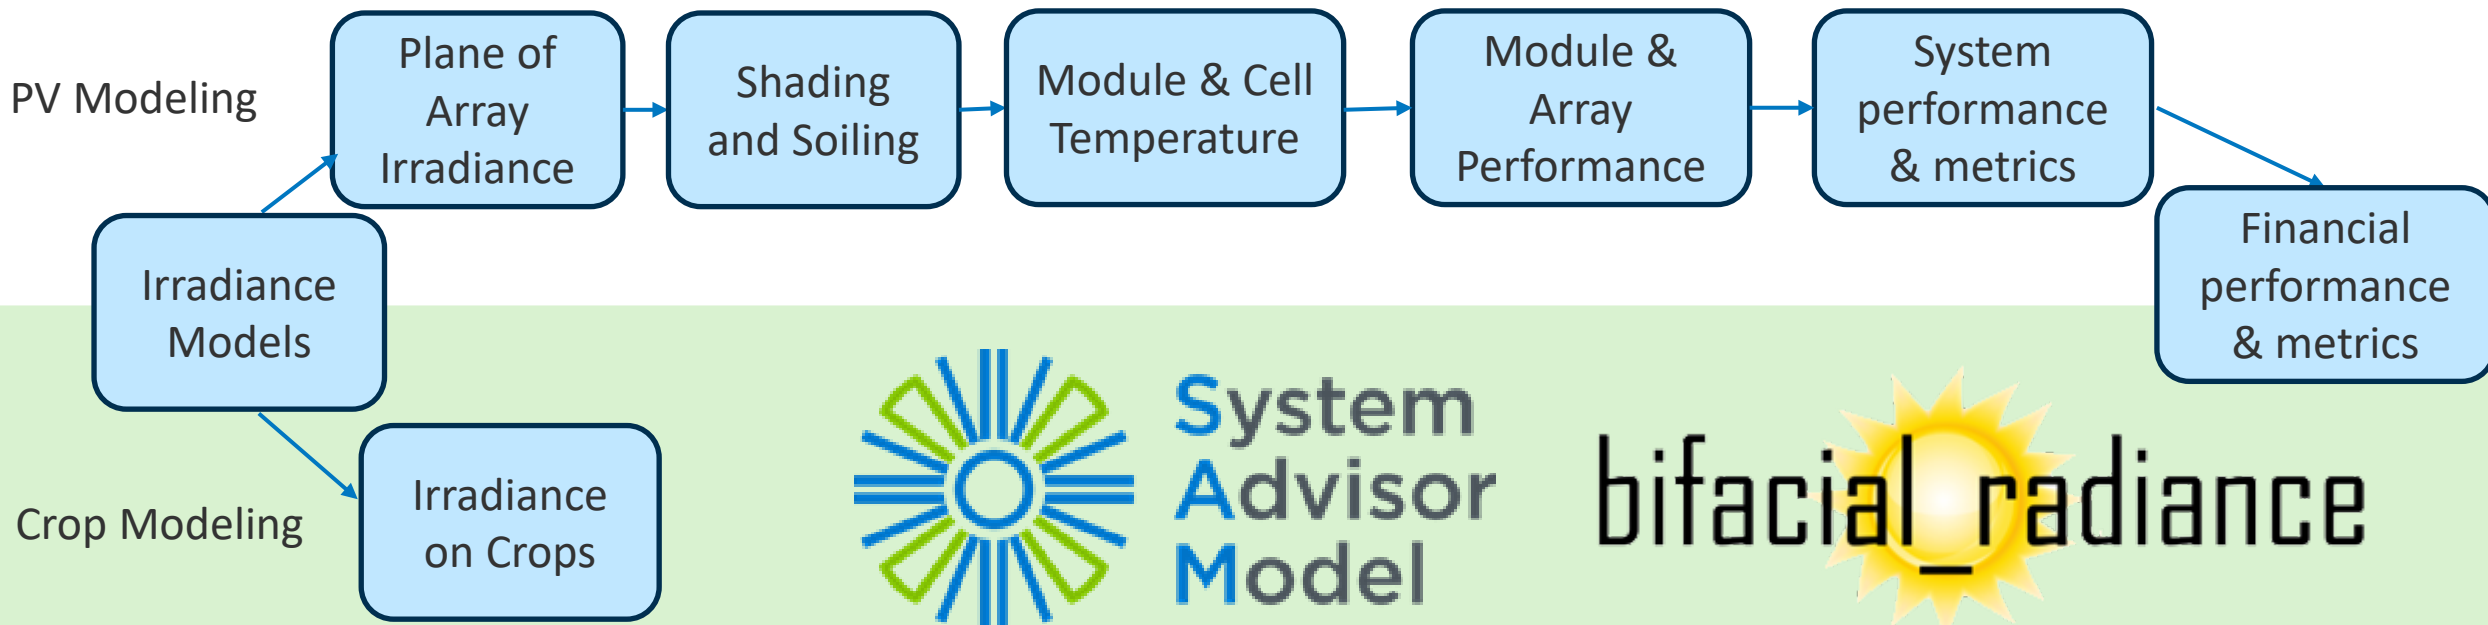 PV Modeling
Plane of
Array
Irradiance
Shading
and Soiling
Module & Cell
Temperature
Module &
Array
Performance
System
performance
& metrics
Financial
performance
& metrics
Irradiance
Models
Crop Modeling
Irradiance
on Crops
System
Advisor
Model
bifacial_radiance